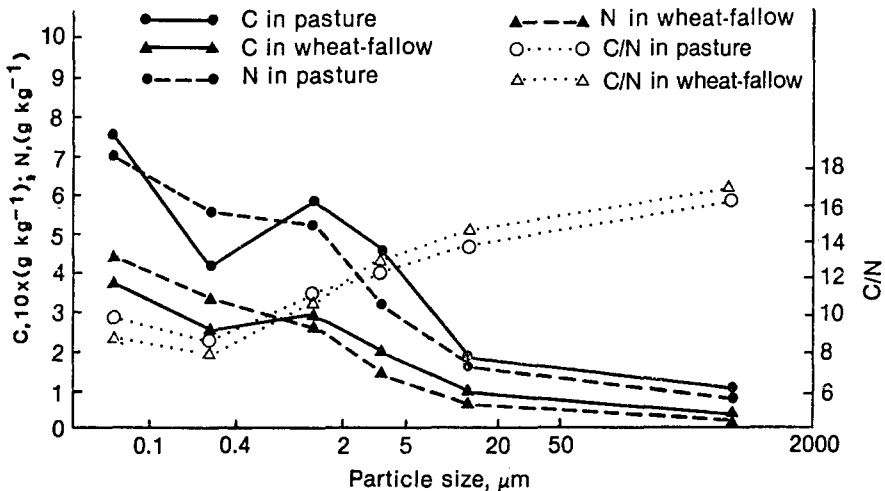 C in pasture
C in wheat-fallow
N in pasture
N in wheat-fallow
C/N in pasture
C/N in wheat-fallow
C, 10x(g kg⁻¹); N, (g kg⁻¹)
10
9
8
7
6
5
4
3
2
1
0
18
16
14
12
10
8
6
C/N
0.1 0.4 2 5 20 50 2000
Particle size, μm